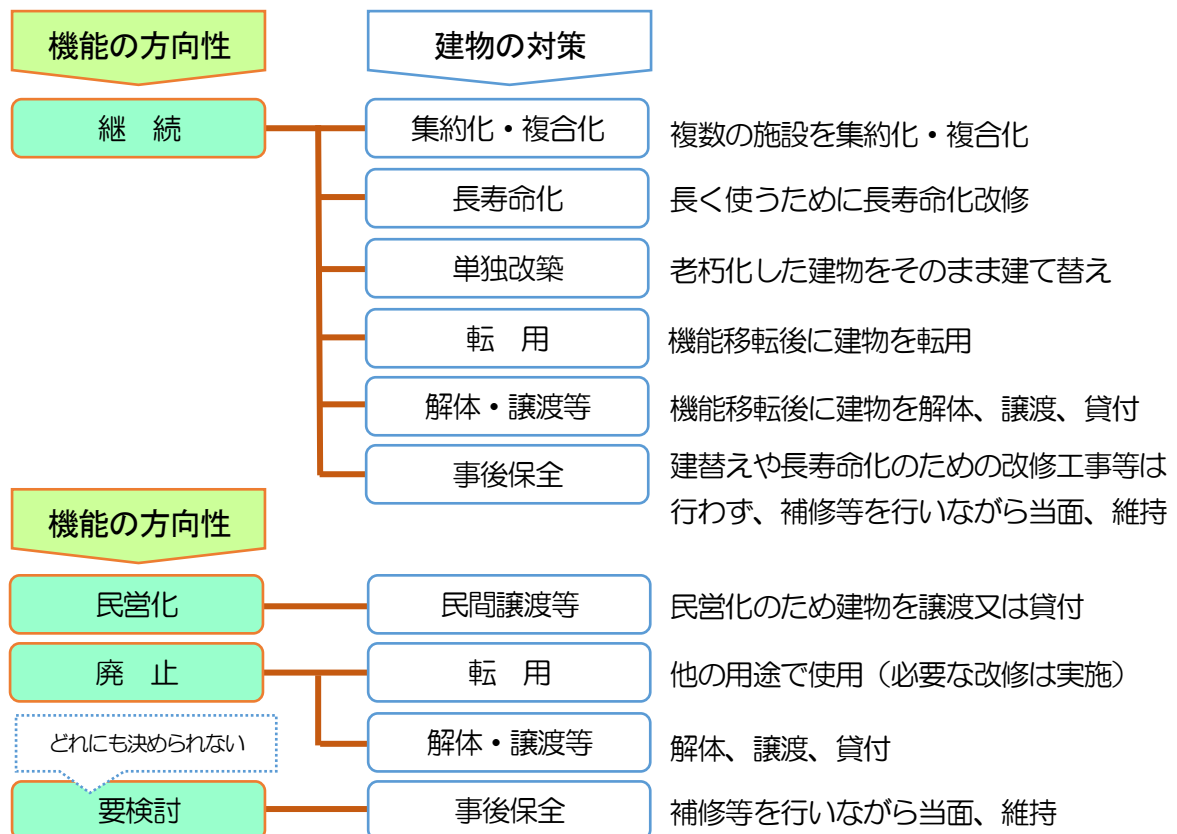 機能の方向性 建物の対策
継 続 集約化・複合化 複数の施設を集約化・複合化
長寿命化 長く使うために長寿命化改修
単独改築 老朽化した建物をそのまま建て替え
転 用 機能移転後に建物を転用
解体・譲渡等 機能移転後に建物を解体、譲渡、貸付
事後保全 建替えや長寿命化のための改修工事等は
行わず、補修等を行いながら当面、維持
機能の方向性
民営化 民間譲渡等 民営化のため建物を譲渡又は貸付
廃 止 転 用 他の用途で使用（必要な改修は実施）
どれにも決められない 解体・譲渡等 解体、譲渡、貸付
要検討 事後保全 補修等を行いながら当面、維持